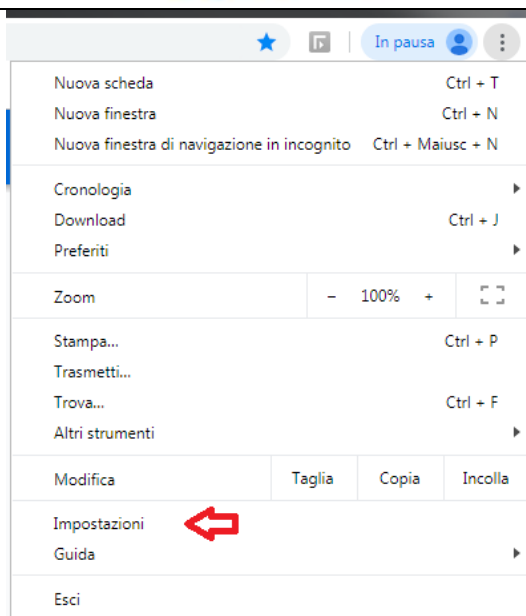 In pausa
Nuova scheda Ctrl + T
Nuova finestra Ctrl + N
Nuova finestra di navigazione in incognito Ctrl + Maiusc + N
Cronologia
Download Ctrl + J
Preferiti
Zoom - 100% +
Stampa... Ctrl + P
Trasmetti...
Trova... Ctrl + F
Altri strumenti
Modifica Taglia Copia Incolla
Impostazioni
Guida
Esci